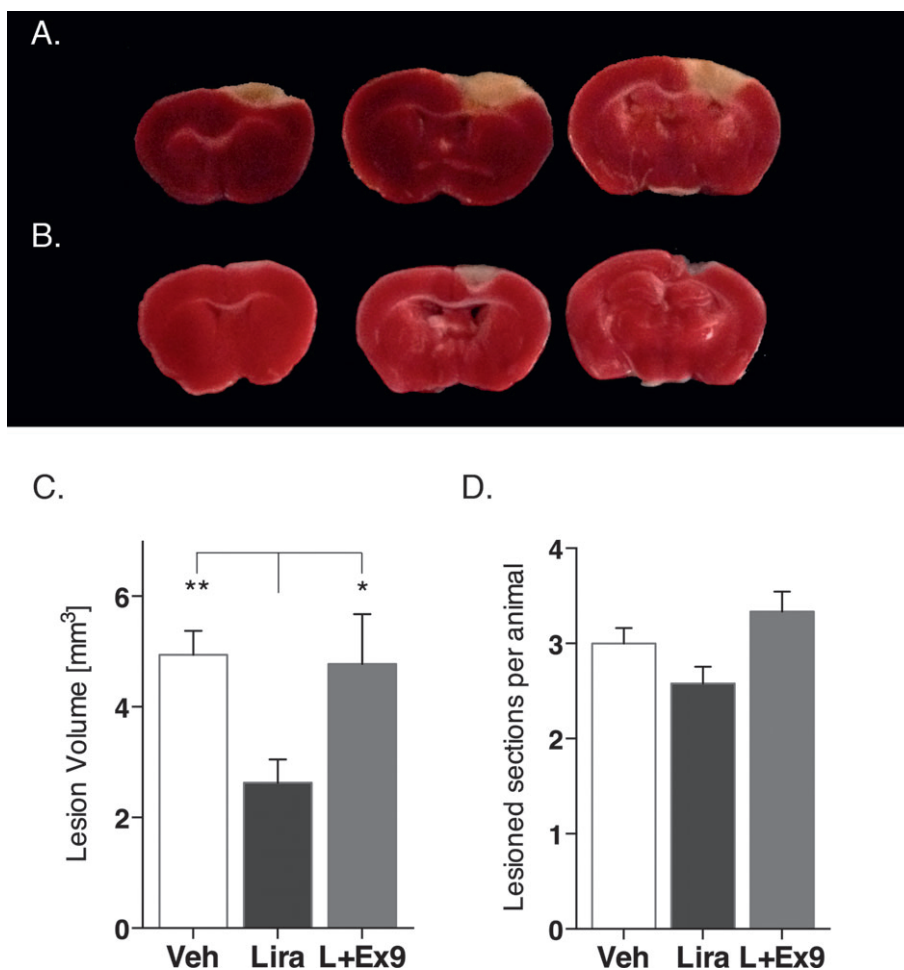 A.
B.
C.
Lesion Volume [mm³]
6
4
2
0
**
*
Veh Lira L+Ex9
D.
Lesioned sections per animal
4
3
2
1
0
Veh Lira L+Ex9